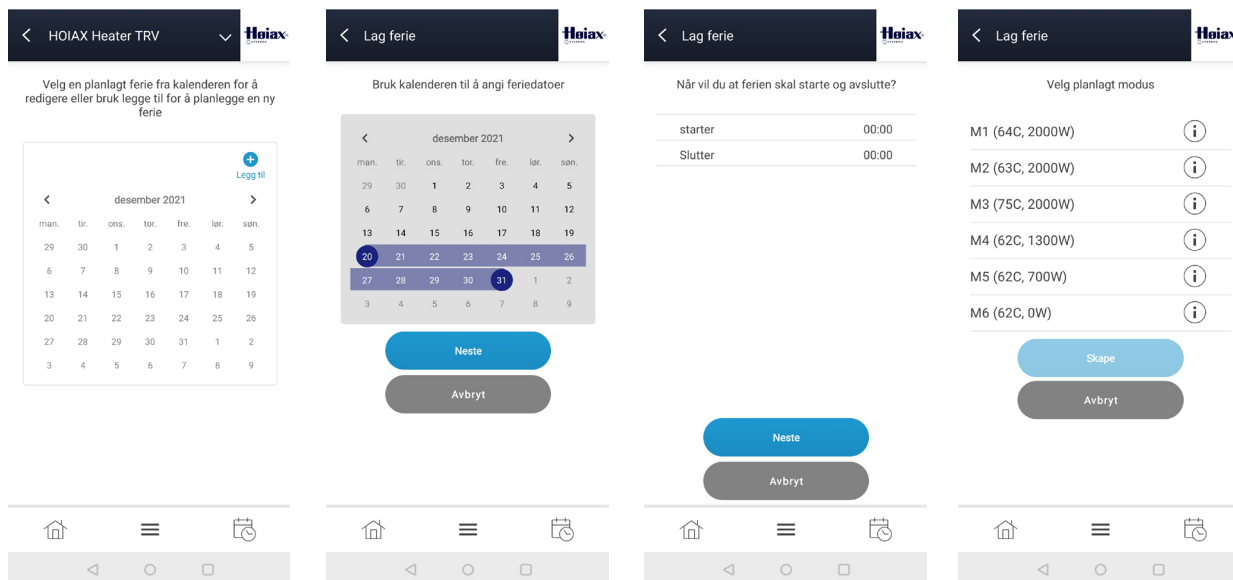 HOIAX Heater TRV
Høiax
Velg en planlagt ferie fra kalenderen for å
redigere eller bruk legge til for å planlegge en ny
ferie
Legg til
desember 2021
man. tir. ons. tor. fre. lør. søn.
29 30 1 2 3 4 5
6 7 8 9 10 11 12
13 14 15 16 17 18 19
20 21 22 23 24 25 26
27 28 29 30 31 1 2
3 4 5 6 7 8 9
Lag ferie
Høiax
Bruk kalenderen til å angi feriedatoer
desember 2021
man. tir. ons. tor. fre. lør. søn.
29 30 1 2 3 4 5
6 7 8 9 10 11 12
13 14 15 16 17 18 19
20 21 22 23 24 25 26
27 28 29 30 31 1 2
3 4 5 6 7 8 9
Neste
Avbryt
Lag ferie
Høiax
Når vil du at ferien skal starte og avslutte?
starter 00:00
Slutter 00:00
Neste
Avbryt
Lag ferie
Høiax
Velg planlagt modus
M1 (64C, 2000W)
M2 (63C, 2000W)
M3 (75C, 2000W)
M4 (62C, 1300W)
M5 (62C, 700W)
M6 (62C, 0W)
Skape
Avbryt